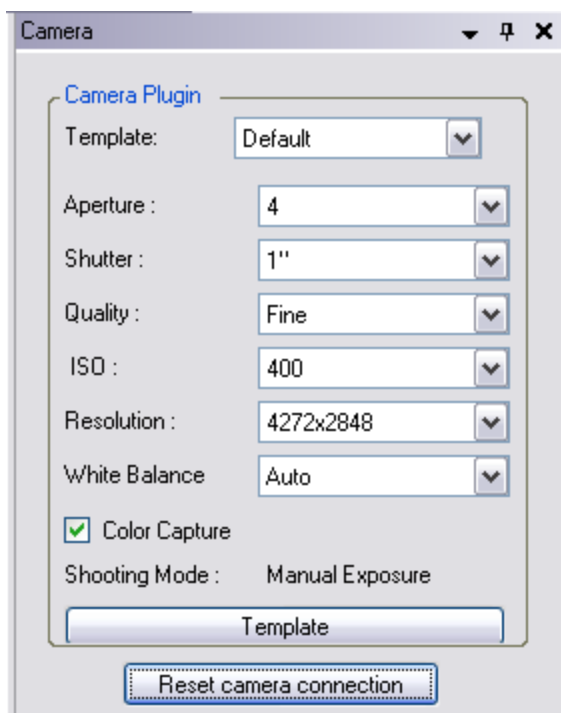 Camera
Camera Plugin
Template: Default
Aperture : 4
Shutter : 1''
Quality : Fine
ISO : 400
Resolution : 4272x2848
White Balance Auto
Color Capture
Shooting Mode : Manual Exposure
Template
Reset camera connection